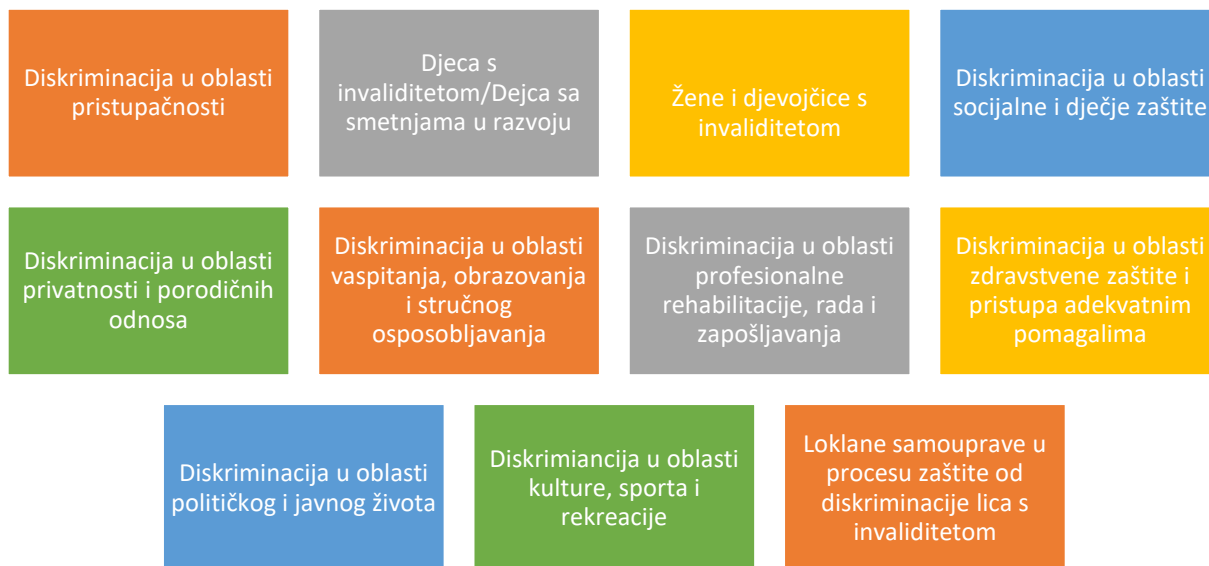 Diskriminacija u oblasti
pristupačnosti
Djeca s
invaliditetom/Dejca sa
smetnjama u razvoju
Žene i djevojčice s
invaliditetom
Diskriminacija u oblasti
socijalne i dječje zaštite
Diskriminacija u oblasti
privatnosti i porodičnih
odnosa
Diskriminacija u oblasti
vaspitanja, obrazovanja
i stručnog
osposobljavanja
Diskriminacija u oblasti
profesionalne
rehabilitacije, rada i
zapošljavanja
Diskriminacija u oblasti
zdravstvene zaštite i
pristupa adekvatnim
pomagalima
Diskriminacija u oblasti
političkog i javnog života
Diskrimiancija u oblasti
kulture, sporta i
rekreacije
Loklane samouprave u
procesu zaštite od
diskriminacije lica s
invaliditetom